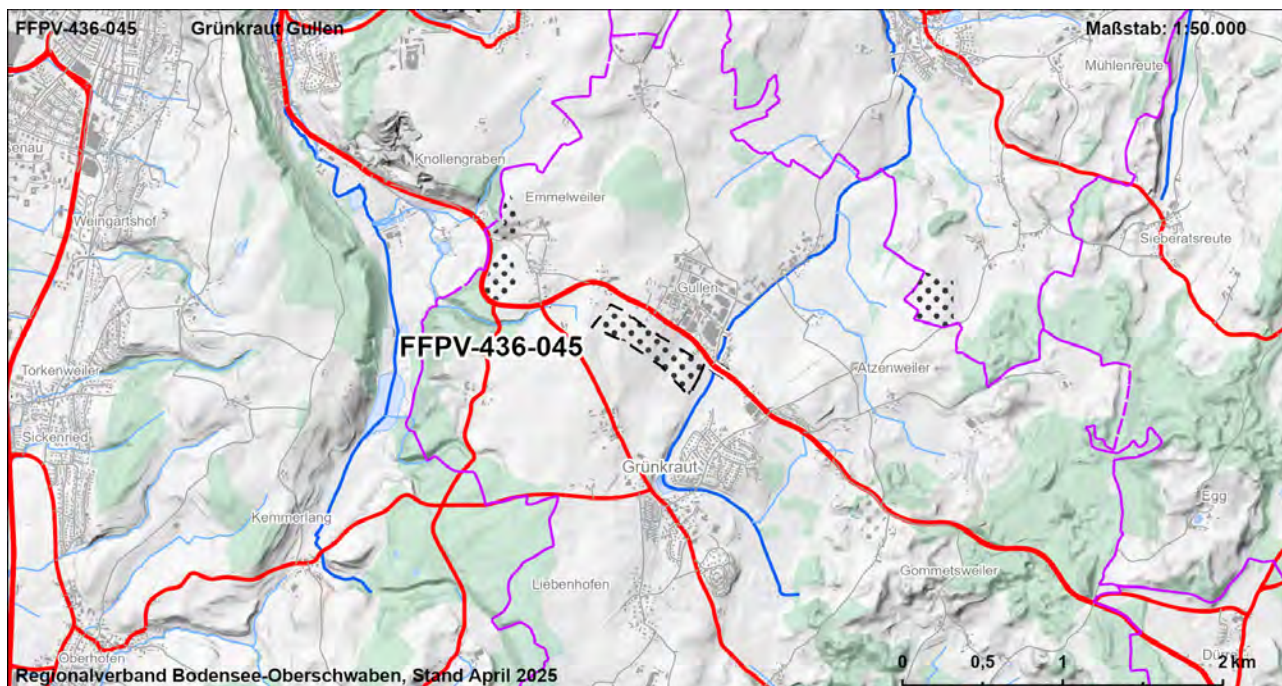 FFPV-436-045 Grünkraut Gullen Maßstab: 1:50.000
Mühlenreute
Knollengraben
Emmelweiler
Weingartshof
Sieberatsreute
Gullen
FFPV-436-045
Torkenweiler
Atzenweiler
Sickenried
Grünkraut
Egg
Kemmerlang
Liebenhofen
Gommetsweiler
Oberhofen
0 0,5 1 2 km
Regionalverband Bodensee-Oberschwaben, Stand April 2025